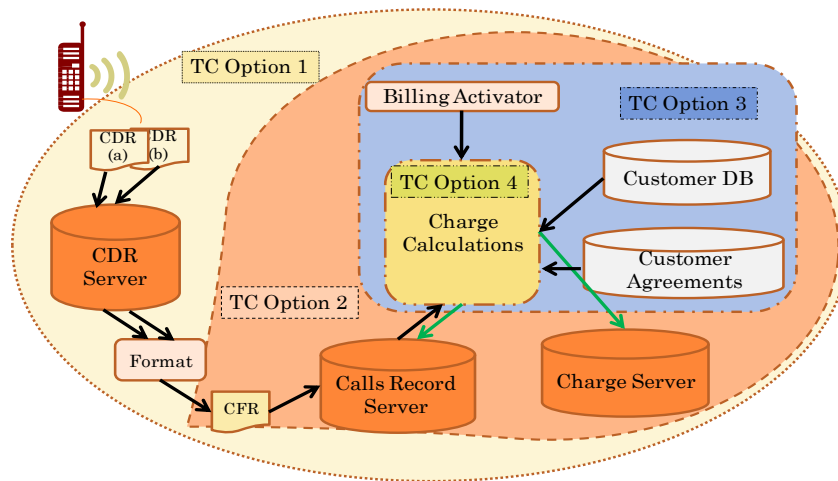 TC Option 1
Billing Activator
TC Option 3
CDR
(a)
DR
(b)
TC Option 4
Customer DB
Charge
Calculations
CDR
Server
Customer
Agreements
TC Option 2
Format
Calls Record
Server
Charge Server
CFR